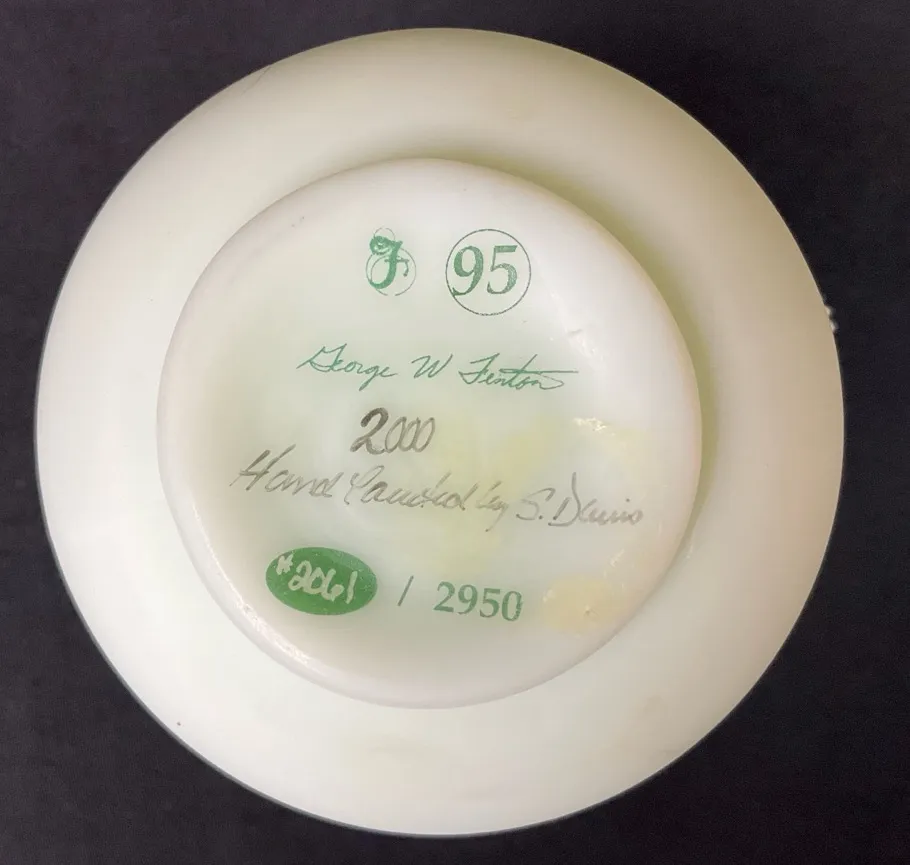 F 95
George W Fenton
2000
Hand Painted by S. Davis
#2061 / 2950